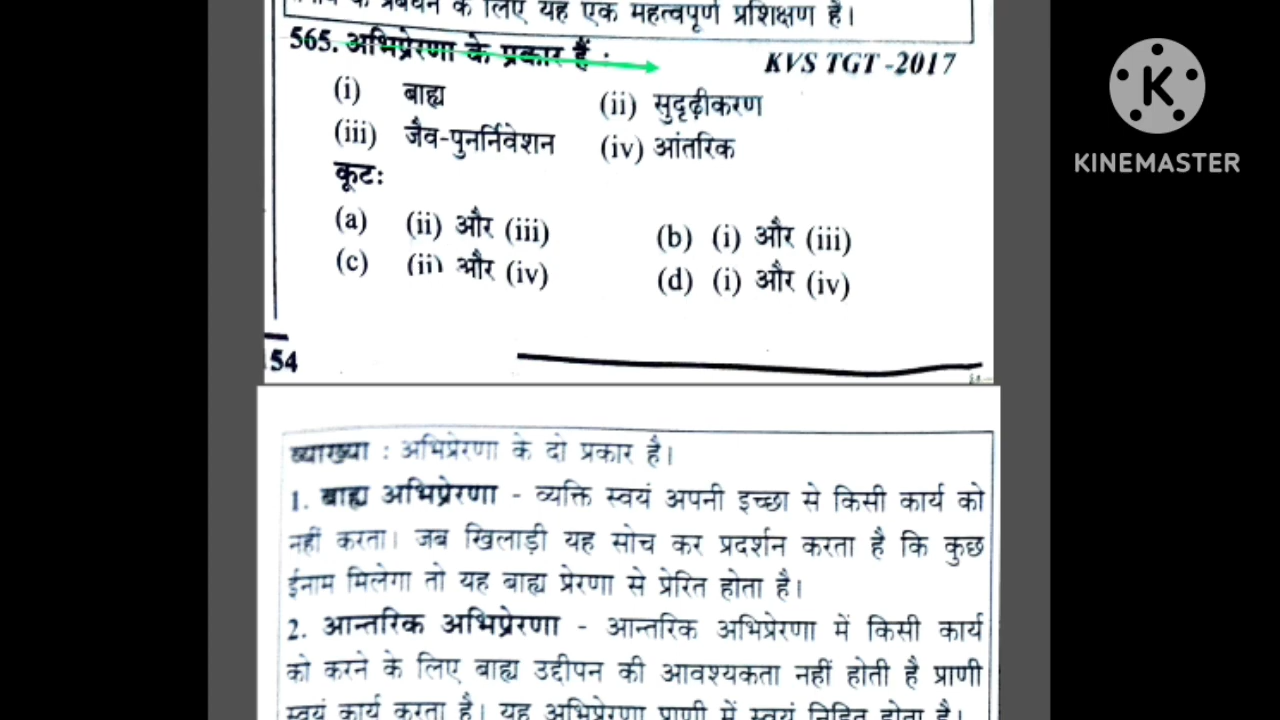 के प्रबंधन के लिए यह एक महत्वपूर्ण प्रशिक्षण है।
565. अभिप्रेरणा के प्रकार हैं : KVS TGT -2017
(i) बाह्य (ii) सुदृढ़ीकरण
(iii) जैव-पुनर्निवेशन (iv) आंतरिक
कूटः
(a) (ii) और (iii) (b) (i) और (iii)
(c) (ii) और (iv) (d) (i) और (iv)
54
व्याख्या : अभिप्रेरणा के दो प्रकार है।
1. बाह्य अभिप्रेरणा - व्यक्ति स्वयं अपनी इच्छा से किसी कार्य को
नहीं करता। जब खिलाड़ी यह सोच कर प्रदर्शन करता है कि कुछ
ईनाम मिलेगा तो यह बाह्य प्रेरणा से प्रेरित होता है।
2. आन्तरिक अभिप्रेरणा - आन्तरिक अभिप्रेरणा में किसी कार्य
को करने के लिए बाह्य उद्दीपन की आवश्यकता नहीं होती है प्राणी
स्वयं कार्य करता है। यह अभिप्रेरणा प्राणी में स्वयं निहित होता है।
K
KINEMASTER